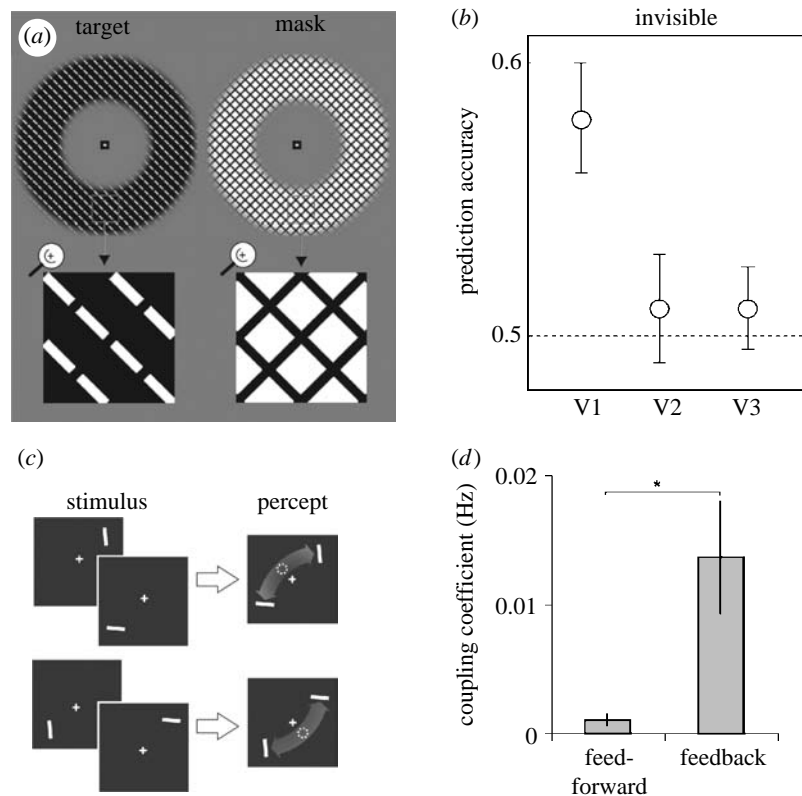 (a) target mask
(b) invisible
0.6
prediction accuracy
0.5
V1 V2 V3
(c)
stimulus percept
(d)
0.02
*
coupling coefficient (Hz)
0.01
0
feed-
forward
feedback